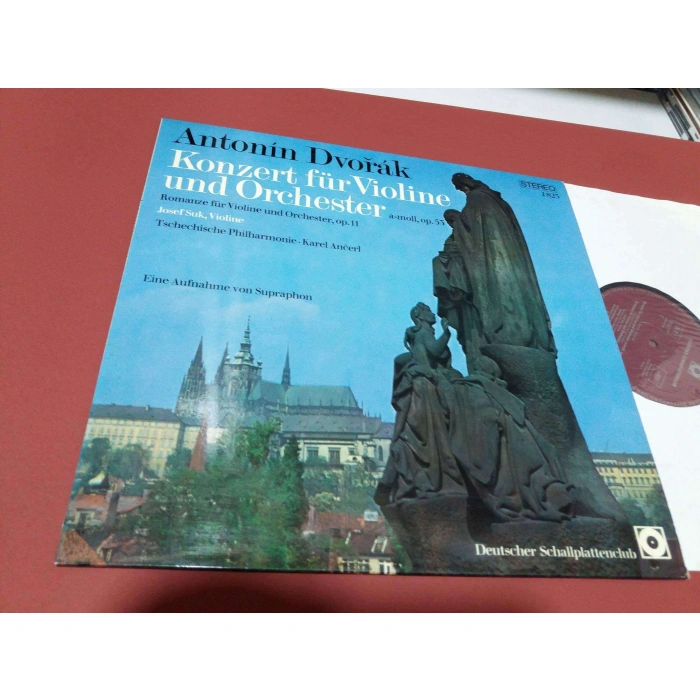 Antonín Dvořák
Konzert für Violine
und Orchester a-moll, op. 53
Romanze für Violine und Orchester, op. 11
Josef Suk, Violine
Tschechische Philharmonie · Karel Ančerl
Eine Aufnahme von Supraphon
STEREO
Deutscher Schallplattenclub